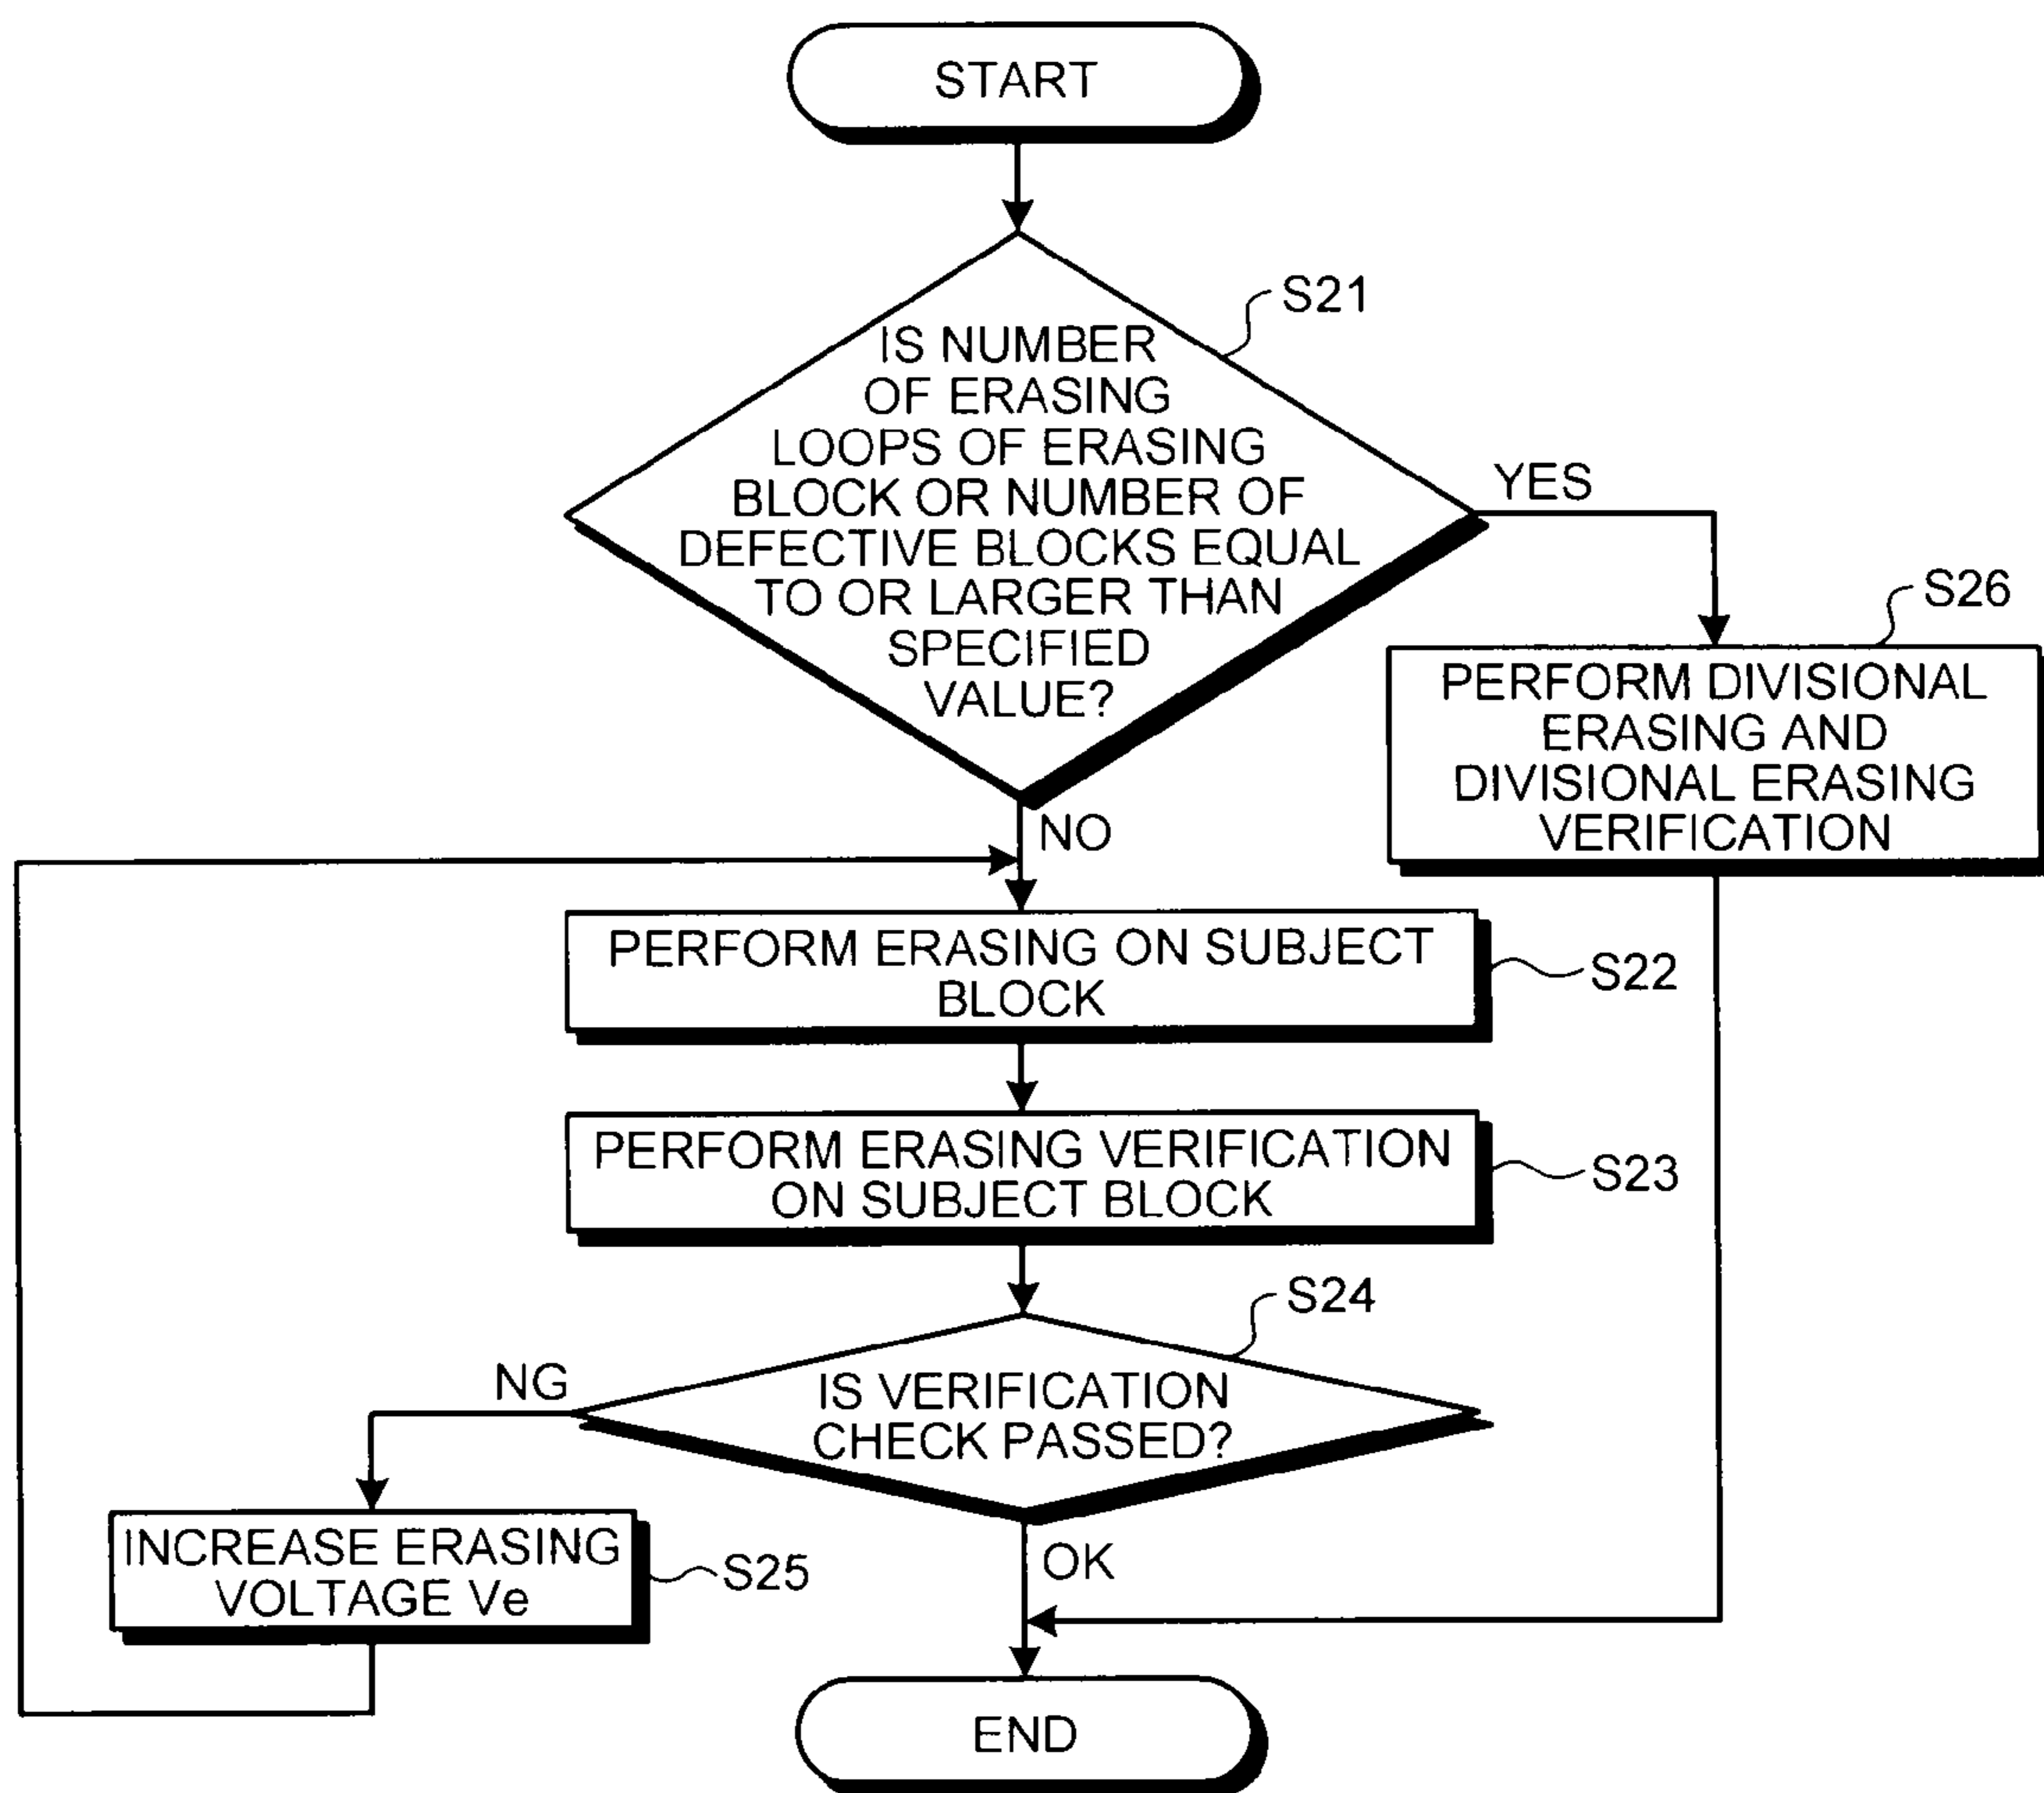 START
S21
IS NUMBER
OF ERASING
LOOPS OF ERASING
BLOCK OR NUMBER OF
DEFECTIVE BLOCKS EQUAL
TO OR LARGER THAN
SPECIFIED
VALUE?
YES
S26
PERFORM DIVISIONAL
ERASING AND
DIVISIONAL ERASING
VERIFICATION
NO
PERFORM ERASING ON SUBJECT
BLOCK
S22
PERFORM ERASING VERIFICATION
ON SUBJECT BLOCK
S23
S24
IS VERIFICATION
CHECK PASSED?
NG
INCREASE ERASING
VOLTAGE Ve
S25
OK
END